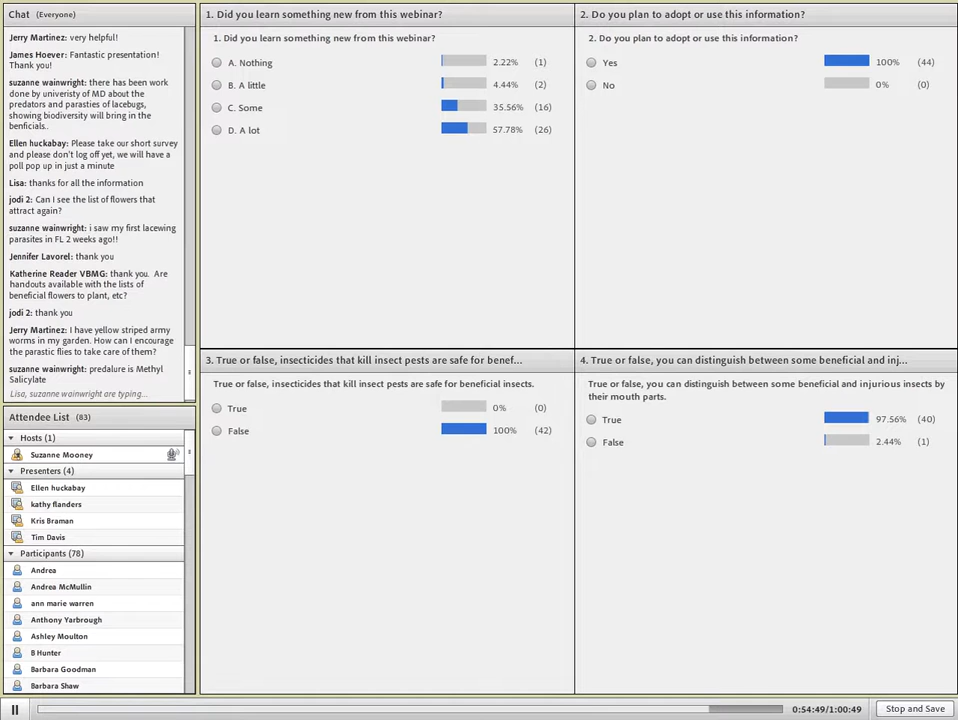 Chat (Everyone)
Jerry Martinez: very helpful!
James Hoever: Fantastic presentation!
Thank you!
suzanne wainwright: there has been work
done by univeristy of MD about the
predators and parasties of lacebugs,
showing biodiversity will bring in the
benficials..
Ellen huckabay: Please take our short survey
and please don't log off yet, we will have a
poll pop up in just a minute
Lisa: thanks for all the information
jodi 2: Can I see the list of flowers that
attract again?
suzanne wainwright: i saw my first lacewing
parasites in FL 2 weeks ago!!
Jennifer Lavorel: thank you
Katherine Reader VBMG: thank you. Are
handouts available with the lists of
beneficial flowers to plant, etc?
jodi 2: thank you
Jerry Martinez: I have yellow striped army
worms in my garden. How can I encourage
the parastic flies to take care of them?
suzanne wainwright: predalure is Methyl
Salicylate
Lisa, suzanne wainwright are typing...
Attendee List (83)
Hosts (1)
Suzanne Mooney
Presenters (4)
Ellen huckabay
kathy flanders
Kris Braman
Tim Davis
Participants (78)
Andrea
Andrea McMullin
ann marie warren
Anthony Yarbrough
Ashley Moulton
B Hunter
Barbara Goodman
Barbara Shaw
1. Did you learn something new from this webinar?
1. Did you learn something new from this webinar?
A. Nothing 2.22% (1)
B. A little 4.44% (2)
C. Some 35.56% (16)
D. A lot 57.78% (26)
2. Do you plan to adopt or use this information?
2. Do you plan to adopt or use this information?
Yes 100% (44)
No 0% (0)
3. True or false, insecticides that kill insect pests are safe for benef...
True or false, insecticides that kill insect pests are safe for beneficial insects.
True 0% (0)
False 100% (42)
4. True or false, you can distinguish between some beneficial and inj...
True or false, you can distinguish between some beneficial and injurious insects by
their mouth parts.
True 97.56% (40)
False 2.44% (1)
0:54:49/1:00:49
Stop and Save